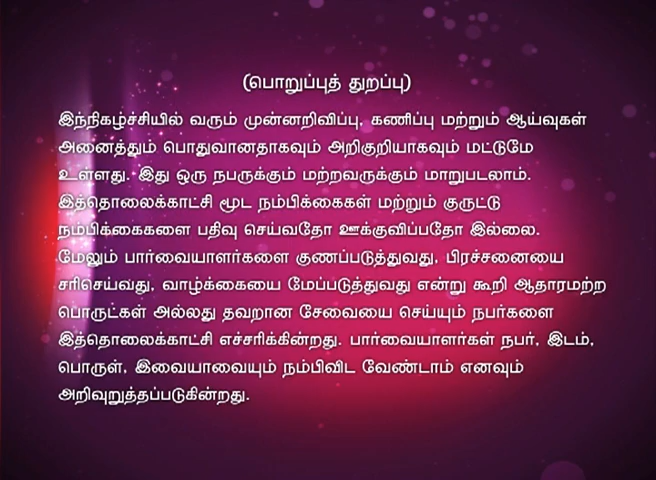 (பொறுப்புத் துறப்பு)
இந்நிகழ்ச்சியில் வரும் முன்னறிவிப்பு, கணிப்பு மற்றும் ஆய்வுகள்
அனைத்தும் பொதுவானதாகவும் அறிகுறியாகவும் மட்டுமே
உள்ளது. இது ஒரு நபருக்கும் மற்றவருக்கும் மாறுபடலாம்.
இத்தொலைக்காட்சி மூட நம்பிக்கைகள் மற்றும் குருட்டு
நம்பிக்கைகளை பதிவு செய்வதோ ஊக்குவிப்பதோ இல்லை.
மேலும் பார்வையாளர்களை குணப்படுத்துவது, பிரச்சனையை
சரிசெய்வது, வாழ்க்கையை மேப்படுத்துவது என்று கூறி ஆதாரமற்ற
பொருட்கள் அல்லது தவறான சேவையை செய்யும் நபர்களை
இத்தொலைக்காட்சி எச்சரிக்கின்றது. பார்வையாளர்கள் நபர், இடம்,
பொருள், இவையாவையும் நம்பிவிட வேண்டாம் எனவும்
அறிவுறுத்தப்படுகின்றது.